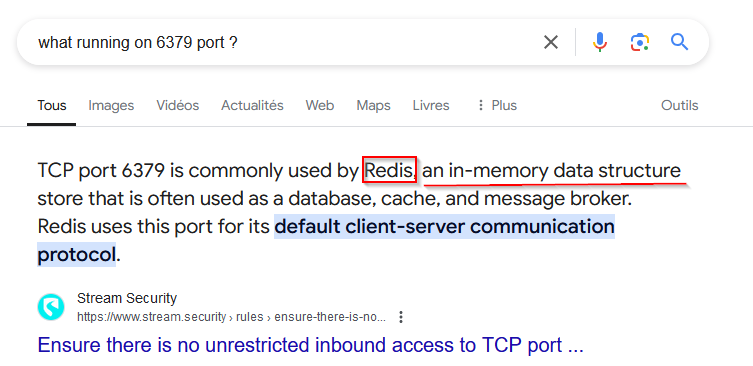 what running on 6379 port ?
Tous Images Vidéos Actualités Web Maps Livres Plus Outils
TCP port 6379 is commonly used by Redis, an in-memory data structure
store that is often used as a database, cache, and message broker.
Redis uses this port for its default client-server communication
protocol.
Stream Security
https://www.stream.security › rules › ensure-there-is-no...
Ensure there is no unrestricted inbound access to TCP port ...